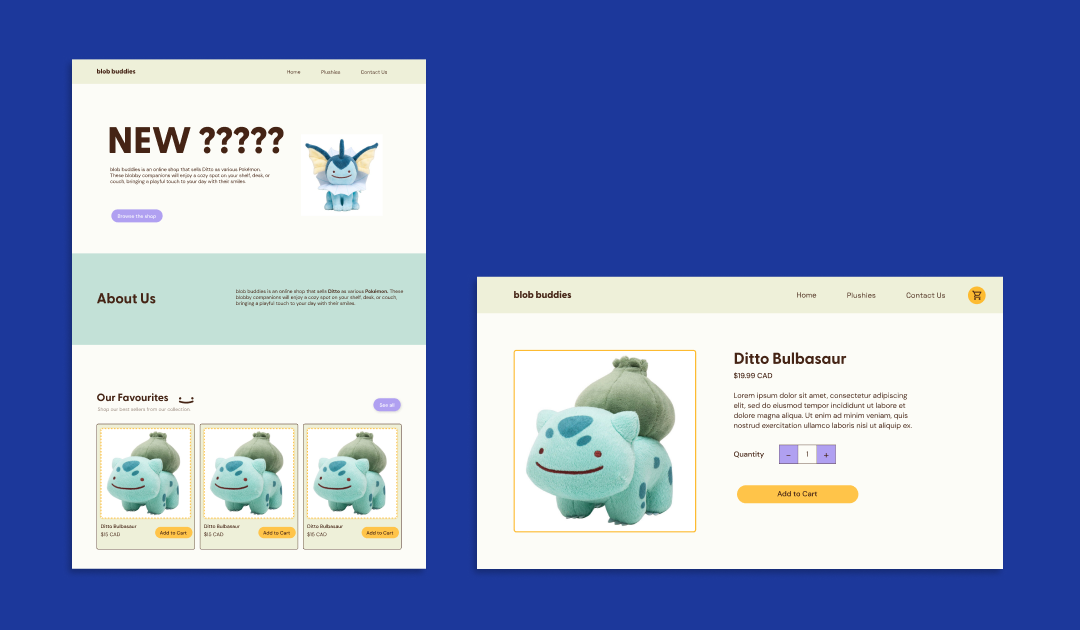 blob buddies
Home Plushies Contact Us
NEW ?????
blob buddies is an online shop that sells Ditto as various Pokémon.
These blobby companions will enjoy a cozy spot on your shelf, desk, or
couch, bringing a playful touch to your day with their smiles.
Browse the shop
About Us
blob buddies is an online shop that sells Ditto as various Pokémon. These
blobby companions will enjoy a cozy spot on your shelf, desk, or couch,
bringing a playful touch to your day with their smiles.
Our Favourites
Shop our best sellers from our collection.
See all
Ditto Bulbasaur
$15 CAD
Add to Cart
Ditto Bulbasaur
$15 CAD
Add to Cart
Ditto Bulbasaur
$15 CAD
Add to Cart
blob buddies
Home Plushies Contact Us
Ditto Bulbasaur
$19.99 CAD
Lorem ipsum dolor sit amet, consectetur adipiscing
elit, sed do eiusmod tempor incididunt ut labore et
dolore magna aliqua. Ut enim ad minim veniam, quis
nostrud exercitation ullamco laboris nisi ut aliquip ex.
Quantity - 1 +
Add to Cart